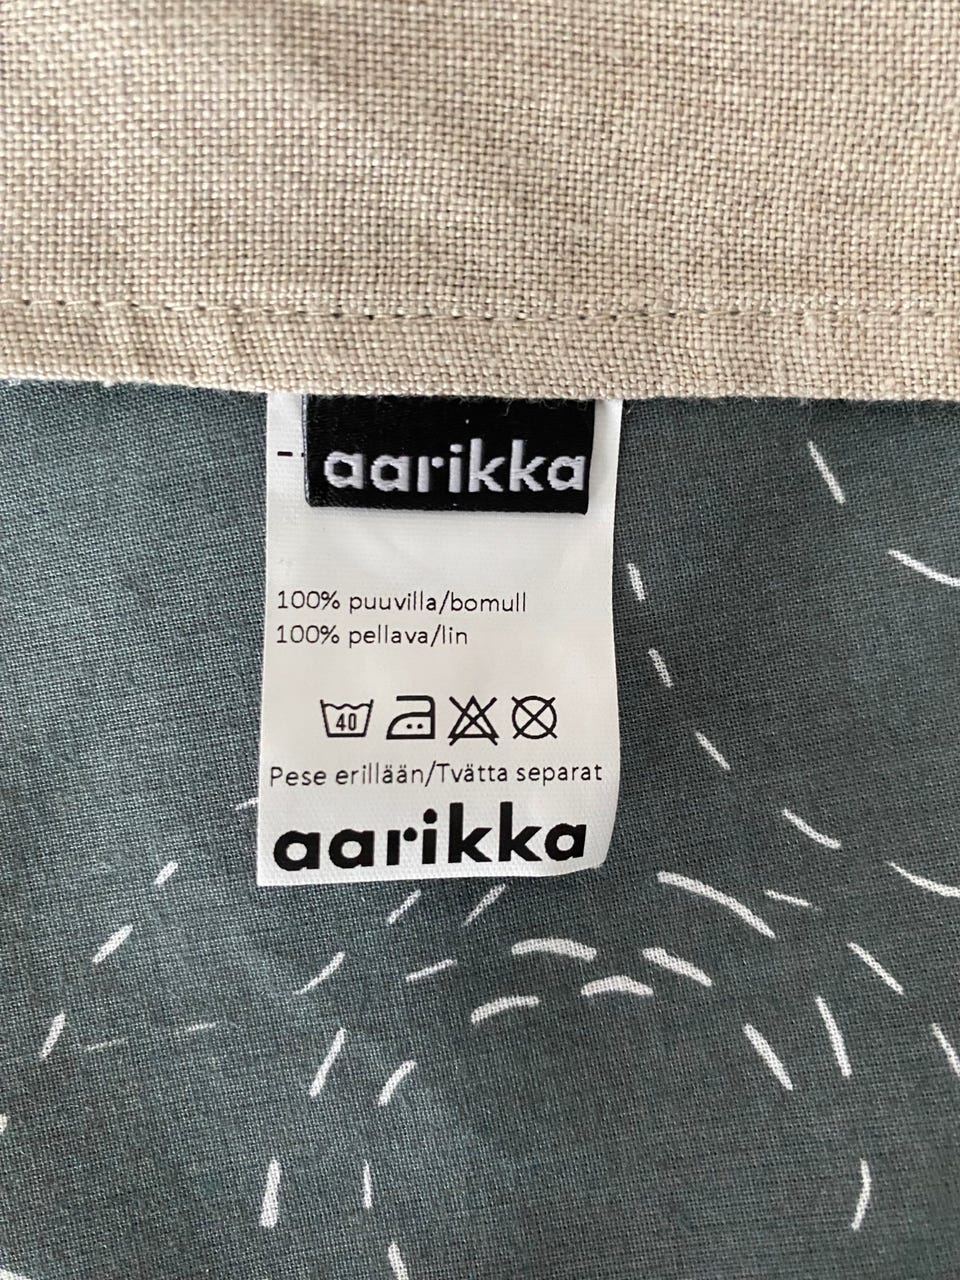 aarikka
100% puuvilla/bomull
100% pellava/lin
40
Pese erillään/Tvätta separat
aarikka